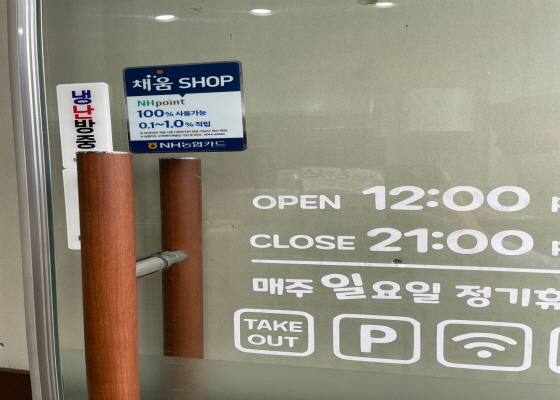 냉난방중
채움 SHOP
NH point
100% 사용가능
0.1~1.0% 적립
NH농협카드
OPEN 12:00
CLOSE 21:00
매주 일요일 정기휴
TAKE OUT
P